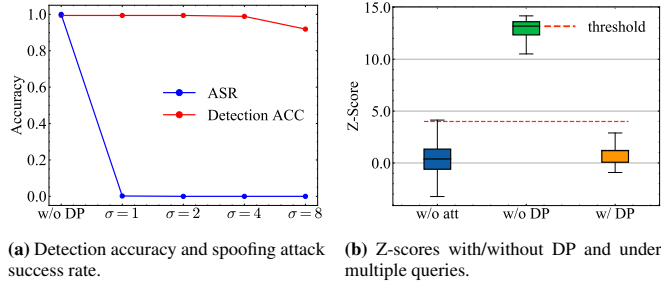 1.0
0.8
0.6
0.4
0.2
0.0
Accuracy
ASR
Detection ACC
w/o DP
σ = 1
σ = 2
σ = 4
σ = 8
(a) Detection accuracy and spoofing attack
success rate.
15.0
10.0
5.0
0.0
Z-Score
threshold
w/o att
w/o DP
w/ DP
(b) Z-scores with/without DP and under
multiple queries.